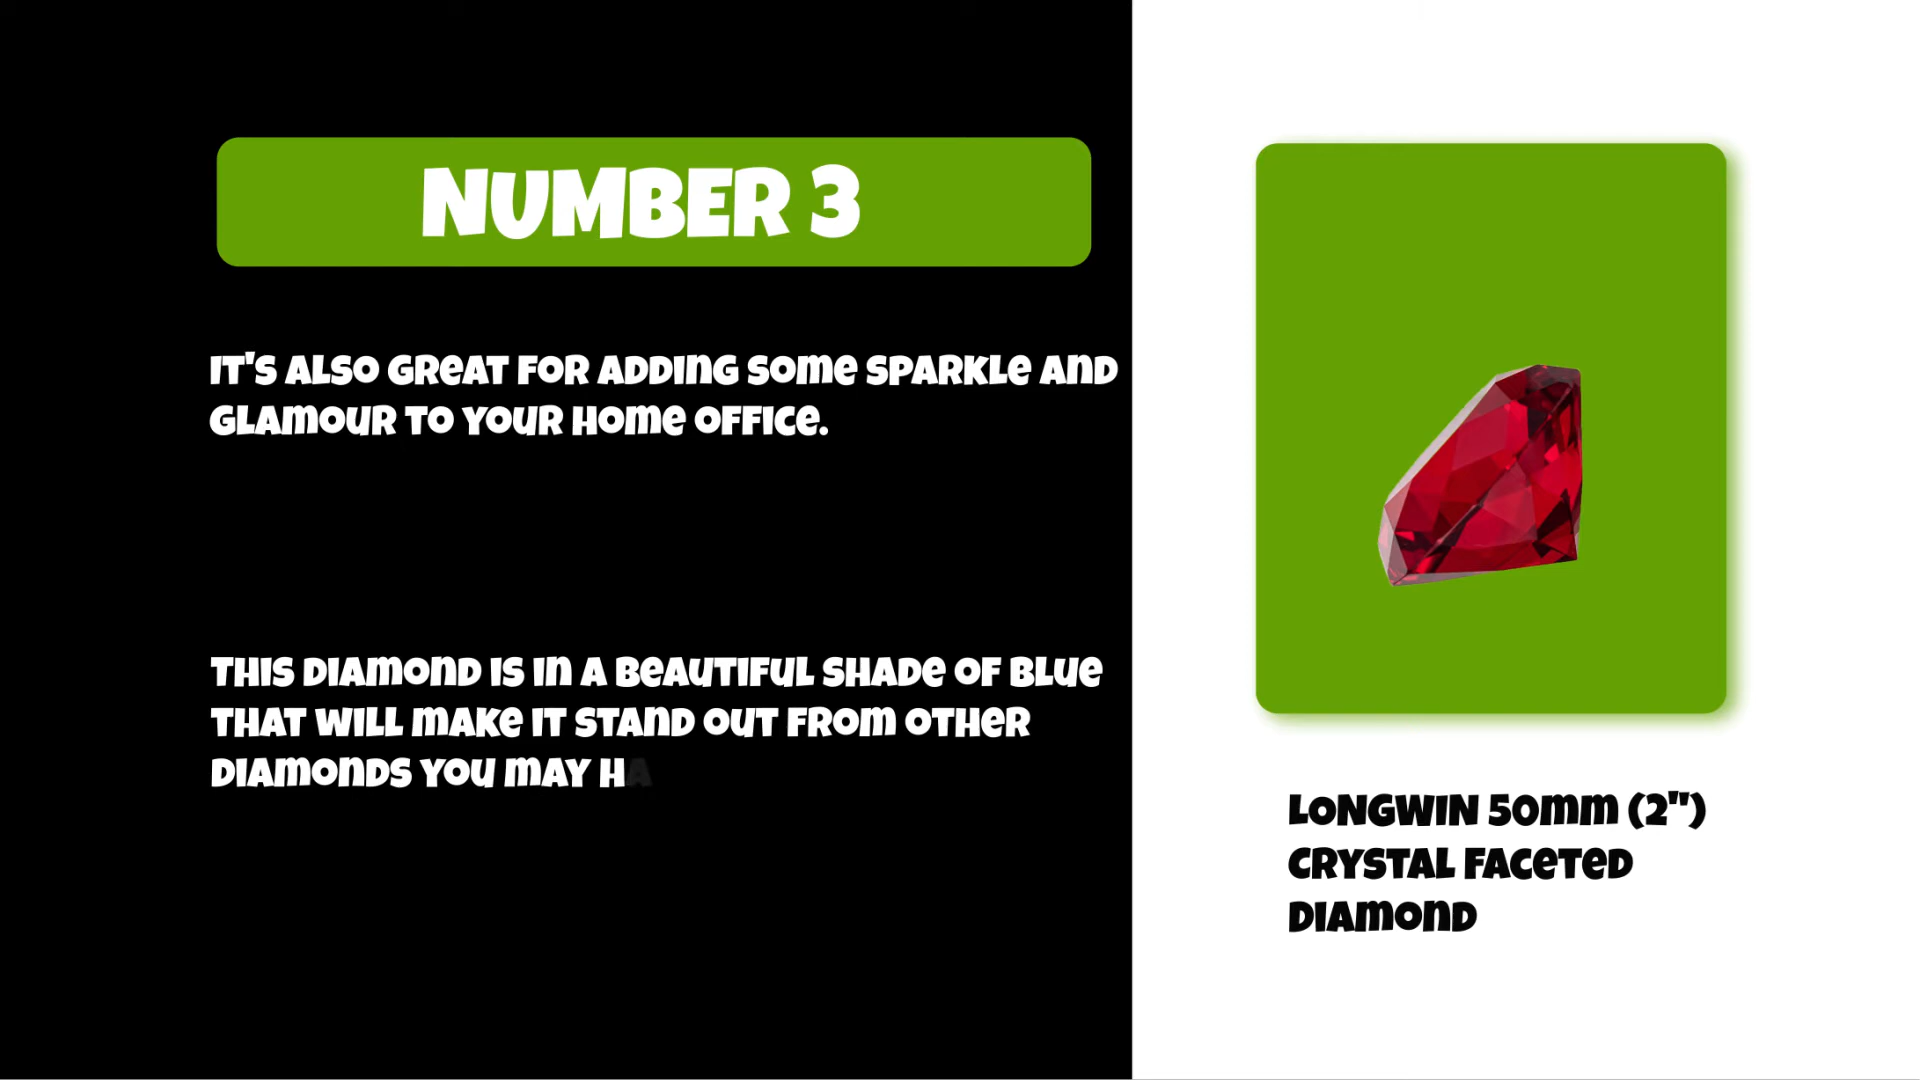 NUMBER 3
IT'S ALSO GREAT FOR ADDING SOME SPARKLE AND
GLAMOUR TO YOUR HOME OFFICE.
THIS DIAMOND IS IN A BEAUTIFUL SHADE OF BLUE
THAT WILL MAKE IT STAND OUT FROM OTHER
DIAMONDS YOU MAY HA
LONGWIN 50mm (2")
CRYSTAL FACETED
DIAMOND